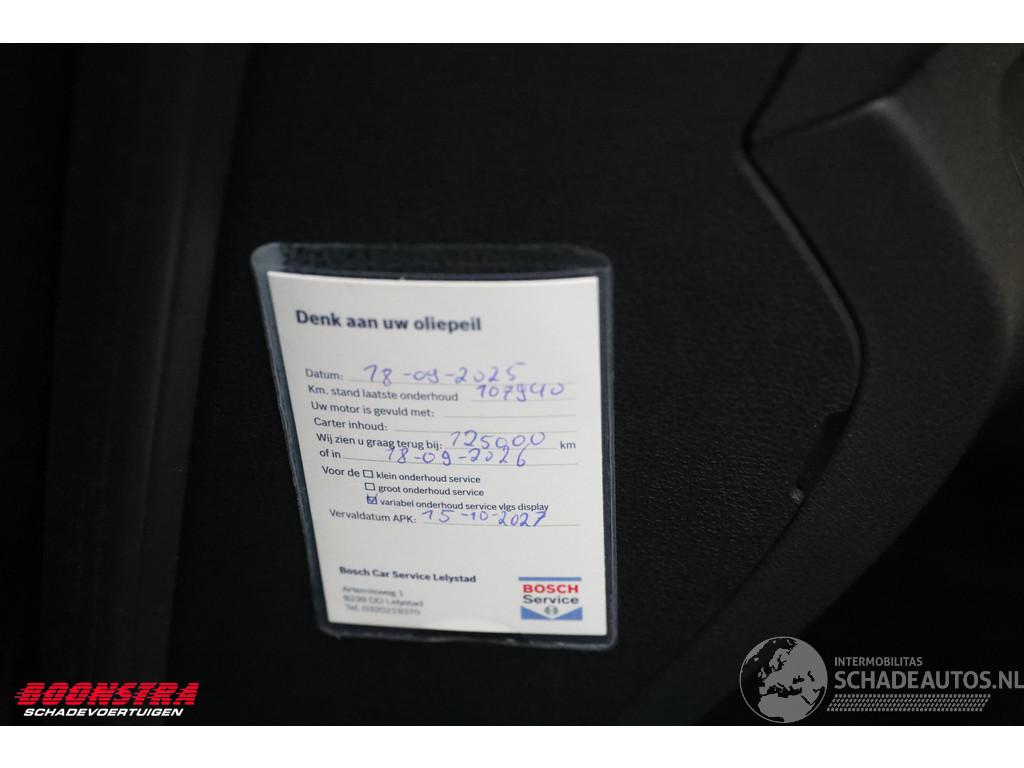 Denk aan uw oliepeil
Datum: 18-09-2025
Km. stand laatste onderhoud 107940
Uw motor is gevuld met:
Carter inhoud:
Wij zien u graag terug bij: 125000 km
of in 18-09-2026
Voor de klein onderhoud service
groot onderhoud service
variabel onderhoud service vlgs display
Vervaldatum APK: 15-10-2027
Bosch Car Service Lelystad
BOSCH
Service
Lelystad
Tel. 0320219370
BOONSTRA
SCHADEVOERTUIGEN
INTERMOBILITAS
SCHADEAUTOS.NL